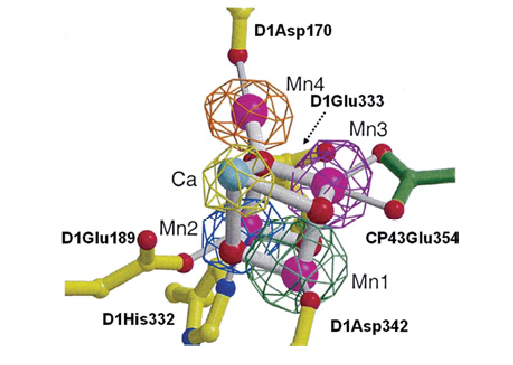 D1Asp170
Mn4
D1Glu333
Mn3
Ca
Mn2
D1Glu189
CP43Glu354
Mn1
D1His332
D1Asp342